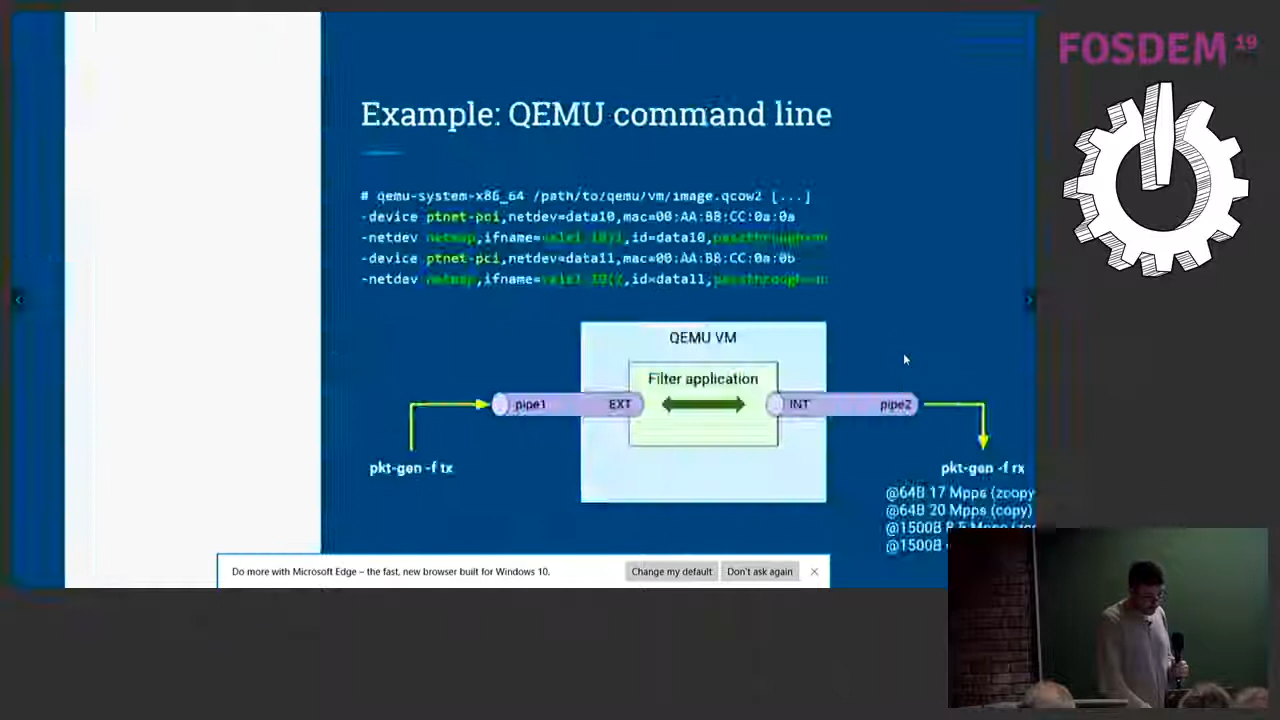 FOSDEM 19
Example: QEMU command line
# qemu-system-x86_64 /path/to/qemu/vm/image.qcow2 [...]
-device ptnet-pci,netdev=data10,mac=00:AA:BB:CC:0a:0a
-netdev netmap,ifname= ,id=data10,
-device ptnet-pci,netdev=data11,mac=00:AA:BB:CC:0a:0b
-netdev netmap,ifname= ,id=data11,
QEMU VM
Filter application
pipe1 EXT INT pipe2
pkt-gen -f tx
pkt-gen -f rx
@64B 17 Mpps (zcopy
@64B 20 Mpps (copy)
@1500B
@1500B
Do more with Microsoft Edge – the fast, new browser built for Windows 10.
Change my default
Don't ask again